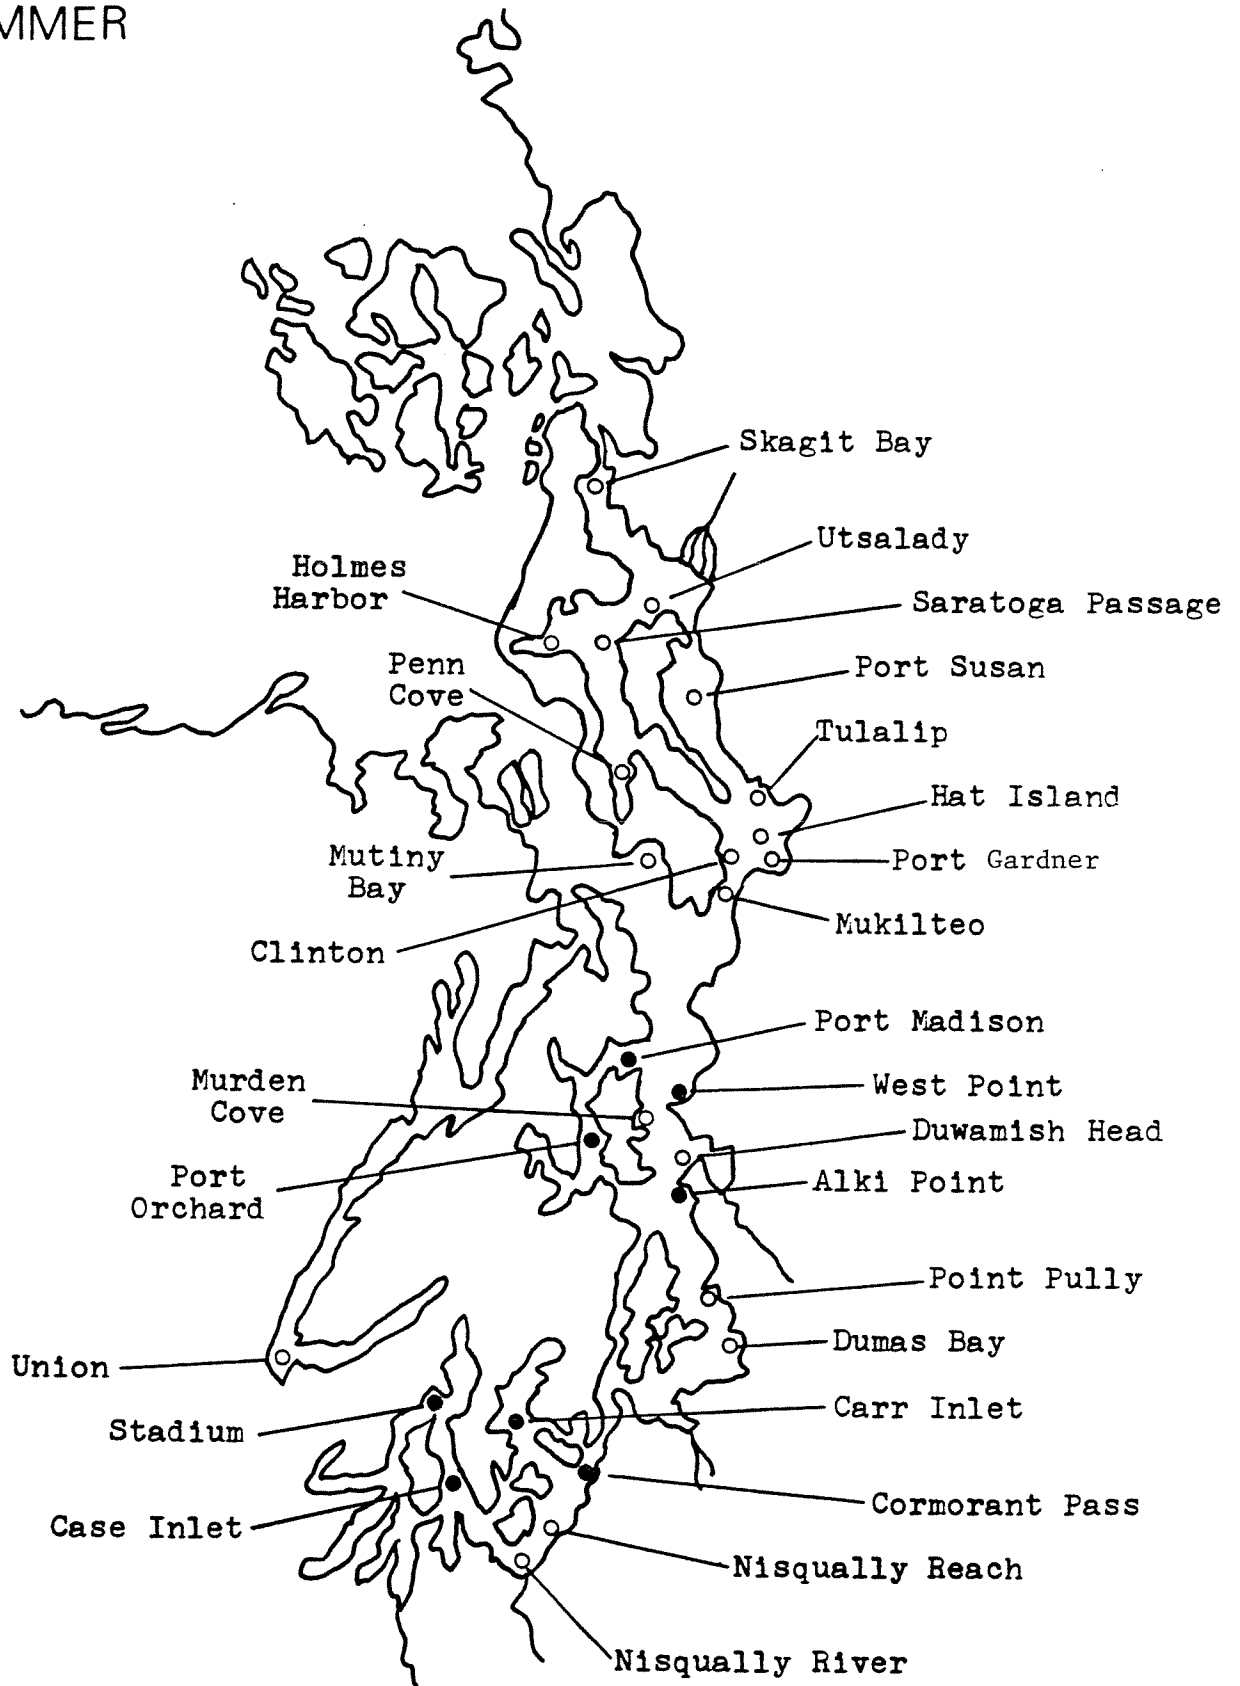 MMER
Skagit Bay
Utsalady
Holmes
Harbor
Saratoga Passage
Penn
Cove
Port Susan
Tulalip
Hat Island
Mutiny
Bay
Port Gardner
Mukilteo
Clinton
Port Madison
Murden
Cove
West Point
Duwamish Head
Port
Orchard
Alki Point
Point Pully
Dumas Bay
Union
Carr Inlet
Stadium
Cormorant Pass
Case Inlet
Nisqually Reach
Nisqually River